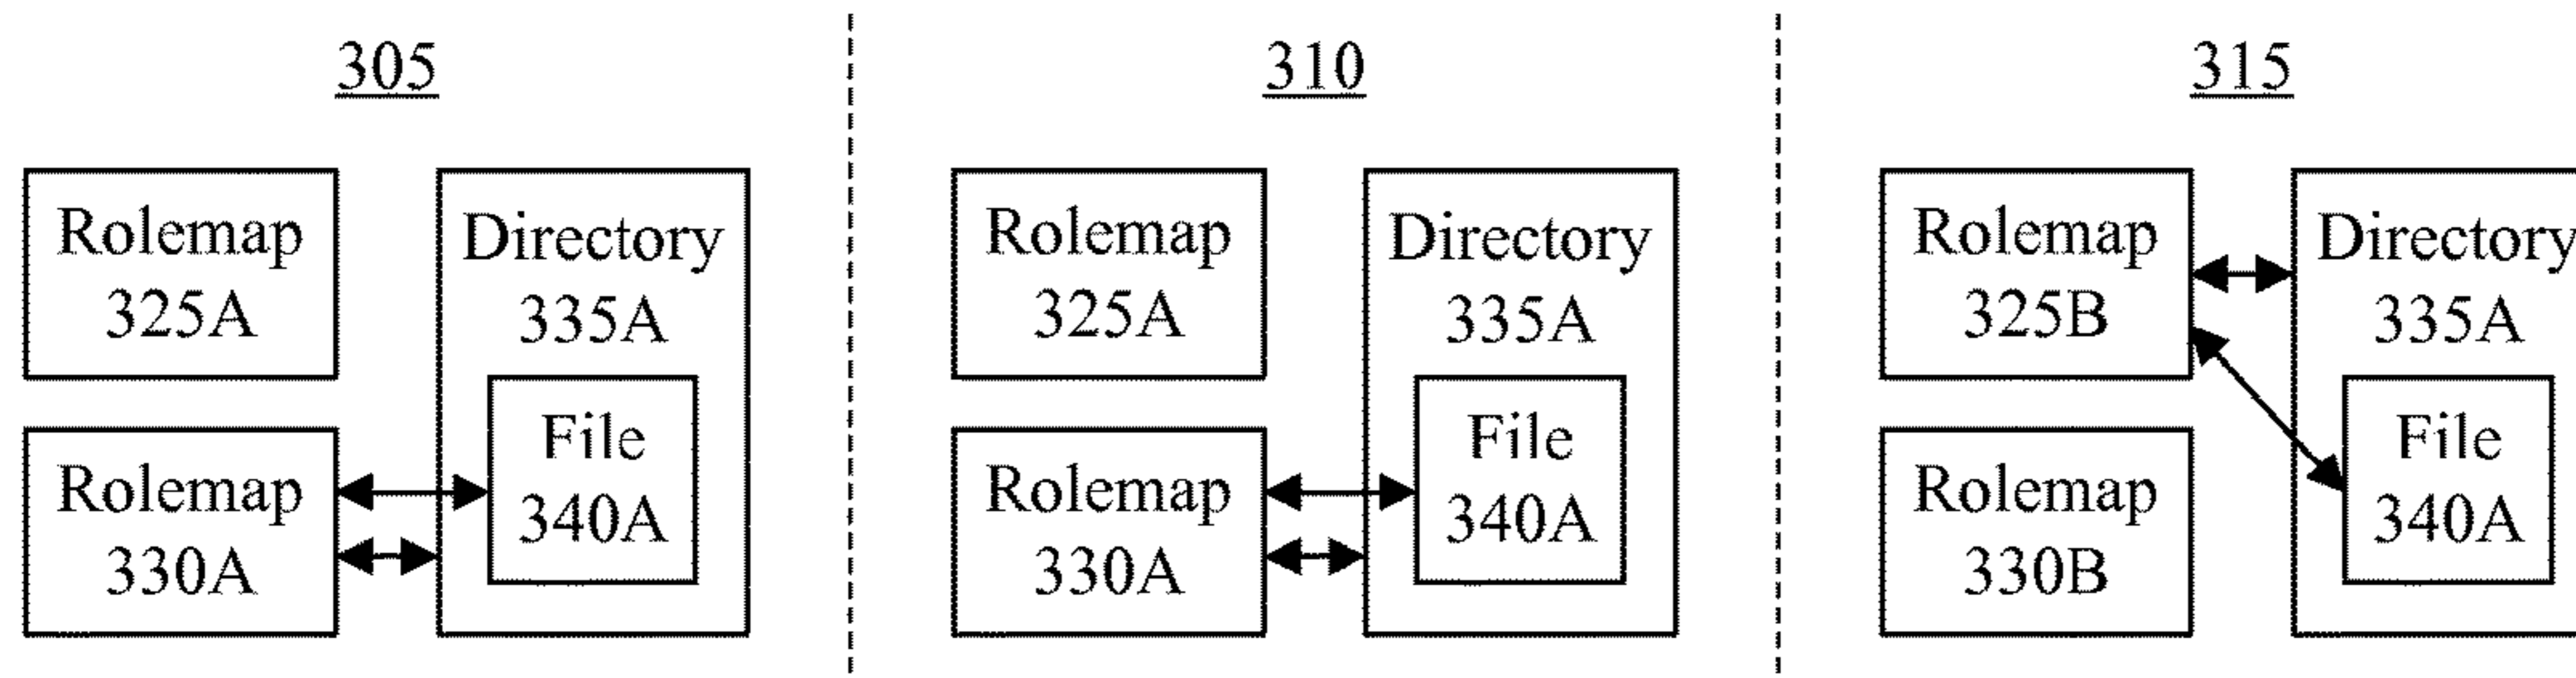 305
Rolemap
325A
Directory
335A
File
340A
Rolemap
330A
310
Rolemap
325A
Directory
335A
File
340A
Rolemap
330A
315
Rolemap
325B
Directory
335A
File
340A
Rolemap
330B